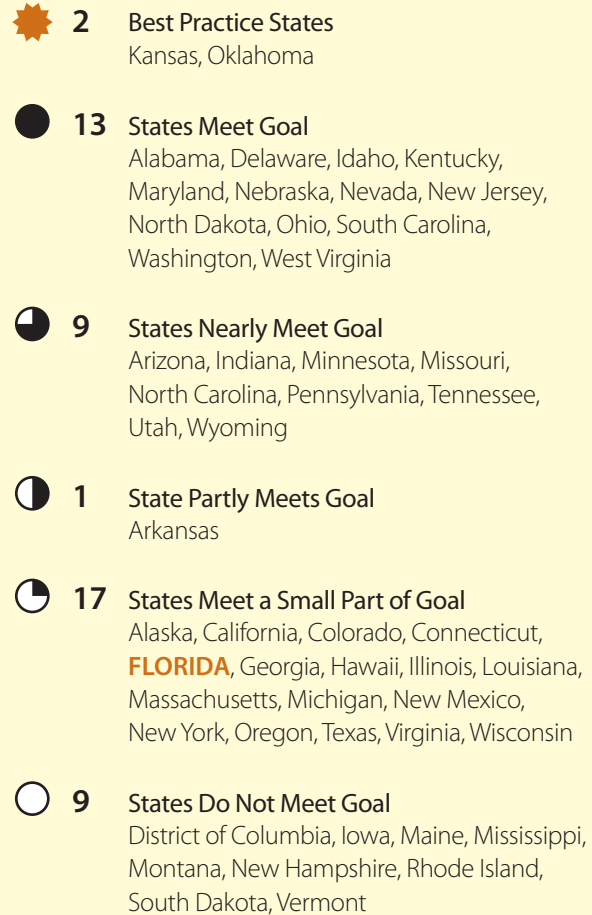 2 Best Practice States
Kansas, Oklahoma
13 States Meet Goal
Alabama, Delaware, Idaho, Kentucky,
Maryland, Nebraska, Nevada, New Jersey,
North Dakota, Ohio, South Carolina,
Washington, West Virginia
9 States Nearly Meet Goal
Arizona, Indiana, Minnesota, Missouri,
North Carolina, Pennsylvania, Tennessee,
Utah, Wyoming
1 State Partly Meets Goal
Arkansas
17 States Meet a Small Part of Goal
Alaska, California, Colorado, Connecticut,
FLORIDA, Georgia, Hawaii, Illinois, Louisiana,
Massachusetts, Michigan, New Mexico,
New York, Oregon, Texas, Virginia, Wisconsin
9 States Do Not Meet Goal
District of Columbia, Iowa, Maine, Mississippi,
Montana, New Hampshire, Rhode Island,
South Dakota, Vermont